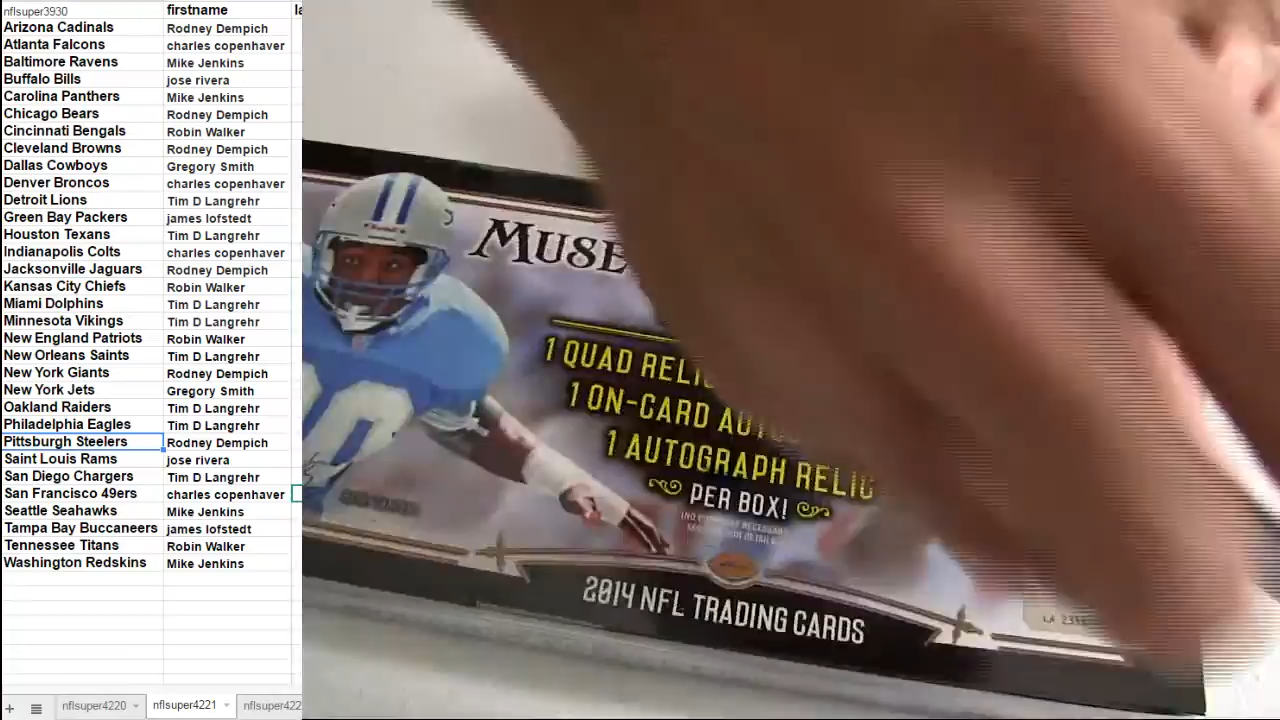 nflsuper3930 firstname la
Arizona Cadinals Rodney Dempich
Atlanta Falcons charles copenhaver
Baltimore Ravens Mike Jenkins
Buffalo Bills jose rivera
Carolina Panthers Mike Jenkins
Chicago Bears Rodney Dempich
Cincinnati Bengals Robin Walker
Cleveland Browns Rodney Dempich
Dallas Cowboys Gregory Smith
Denver Broncos charles copenhaver
Detroit Lions Tim D Langrehr
Green Bay Packers james lofstedt
Houston Texans Tim D Langrehr
Indianapolis Colts charles copenhaver
Jacksonville Jaguars Rodney Dempich
Kansas City Chiefs Robin Walker
Miami Dolphins Tim D Langrehr
Minnesota Vikings Tim D Langrehr
New England Patriots Robin Walker
New Orleans Saints Tim D Langrehr
New York Giants Rodney Dempich
New York Jets Gregory Smith
Oakland Raiders Tim D Langrehr
Philadelphia Eagles Tim D Langrehr
Pittsburgh Steelers Rodney Dempich
Saint Louis Rams jose rivera
San Diego Chargers Tim D Langrehr
San Francisco 49ers charles copenhaver
Seattle Seahawks Mike Jenkins
Tampa Bay Buccaneers james lofstedt
Tennessee Titans Robin Walker
Washington Redskins Mike Jenkins
nflsuper4220 nflsuper4221 nflsuper422
MUSE
1 QUAD RELIC
1 ON-CARD AUTO
1 AUTOGRAPH RELIC
PER BOX!
2014 NFL TRADING CARDS